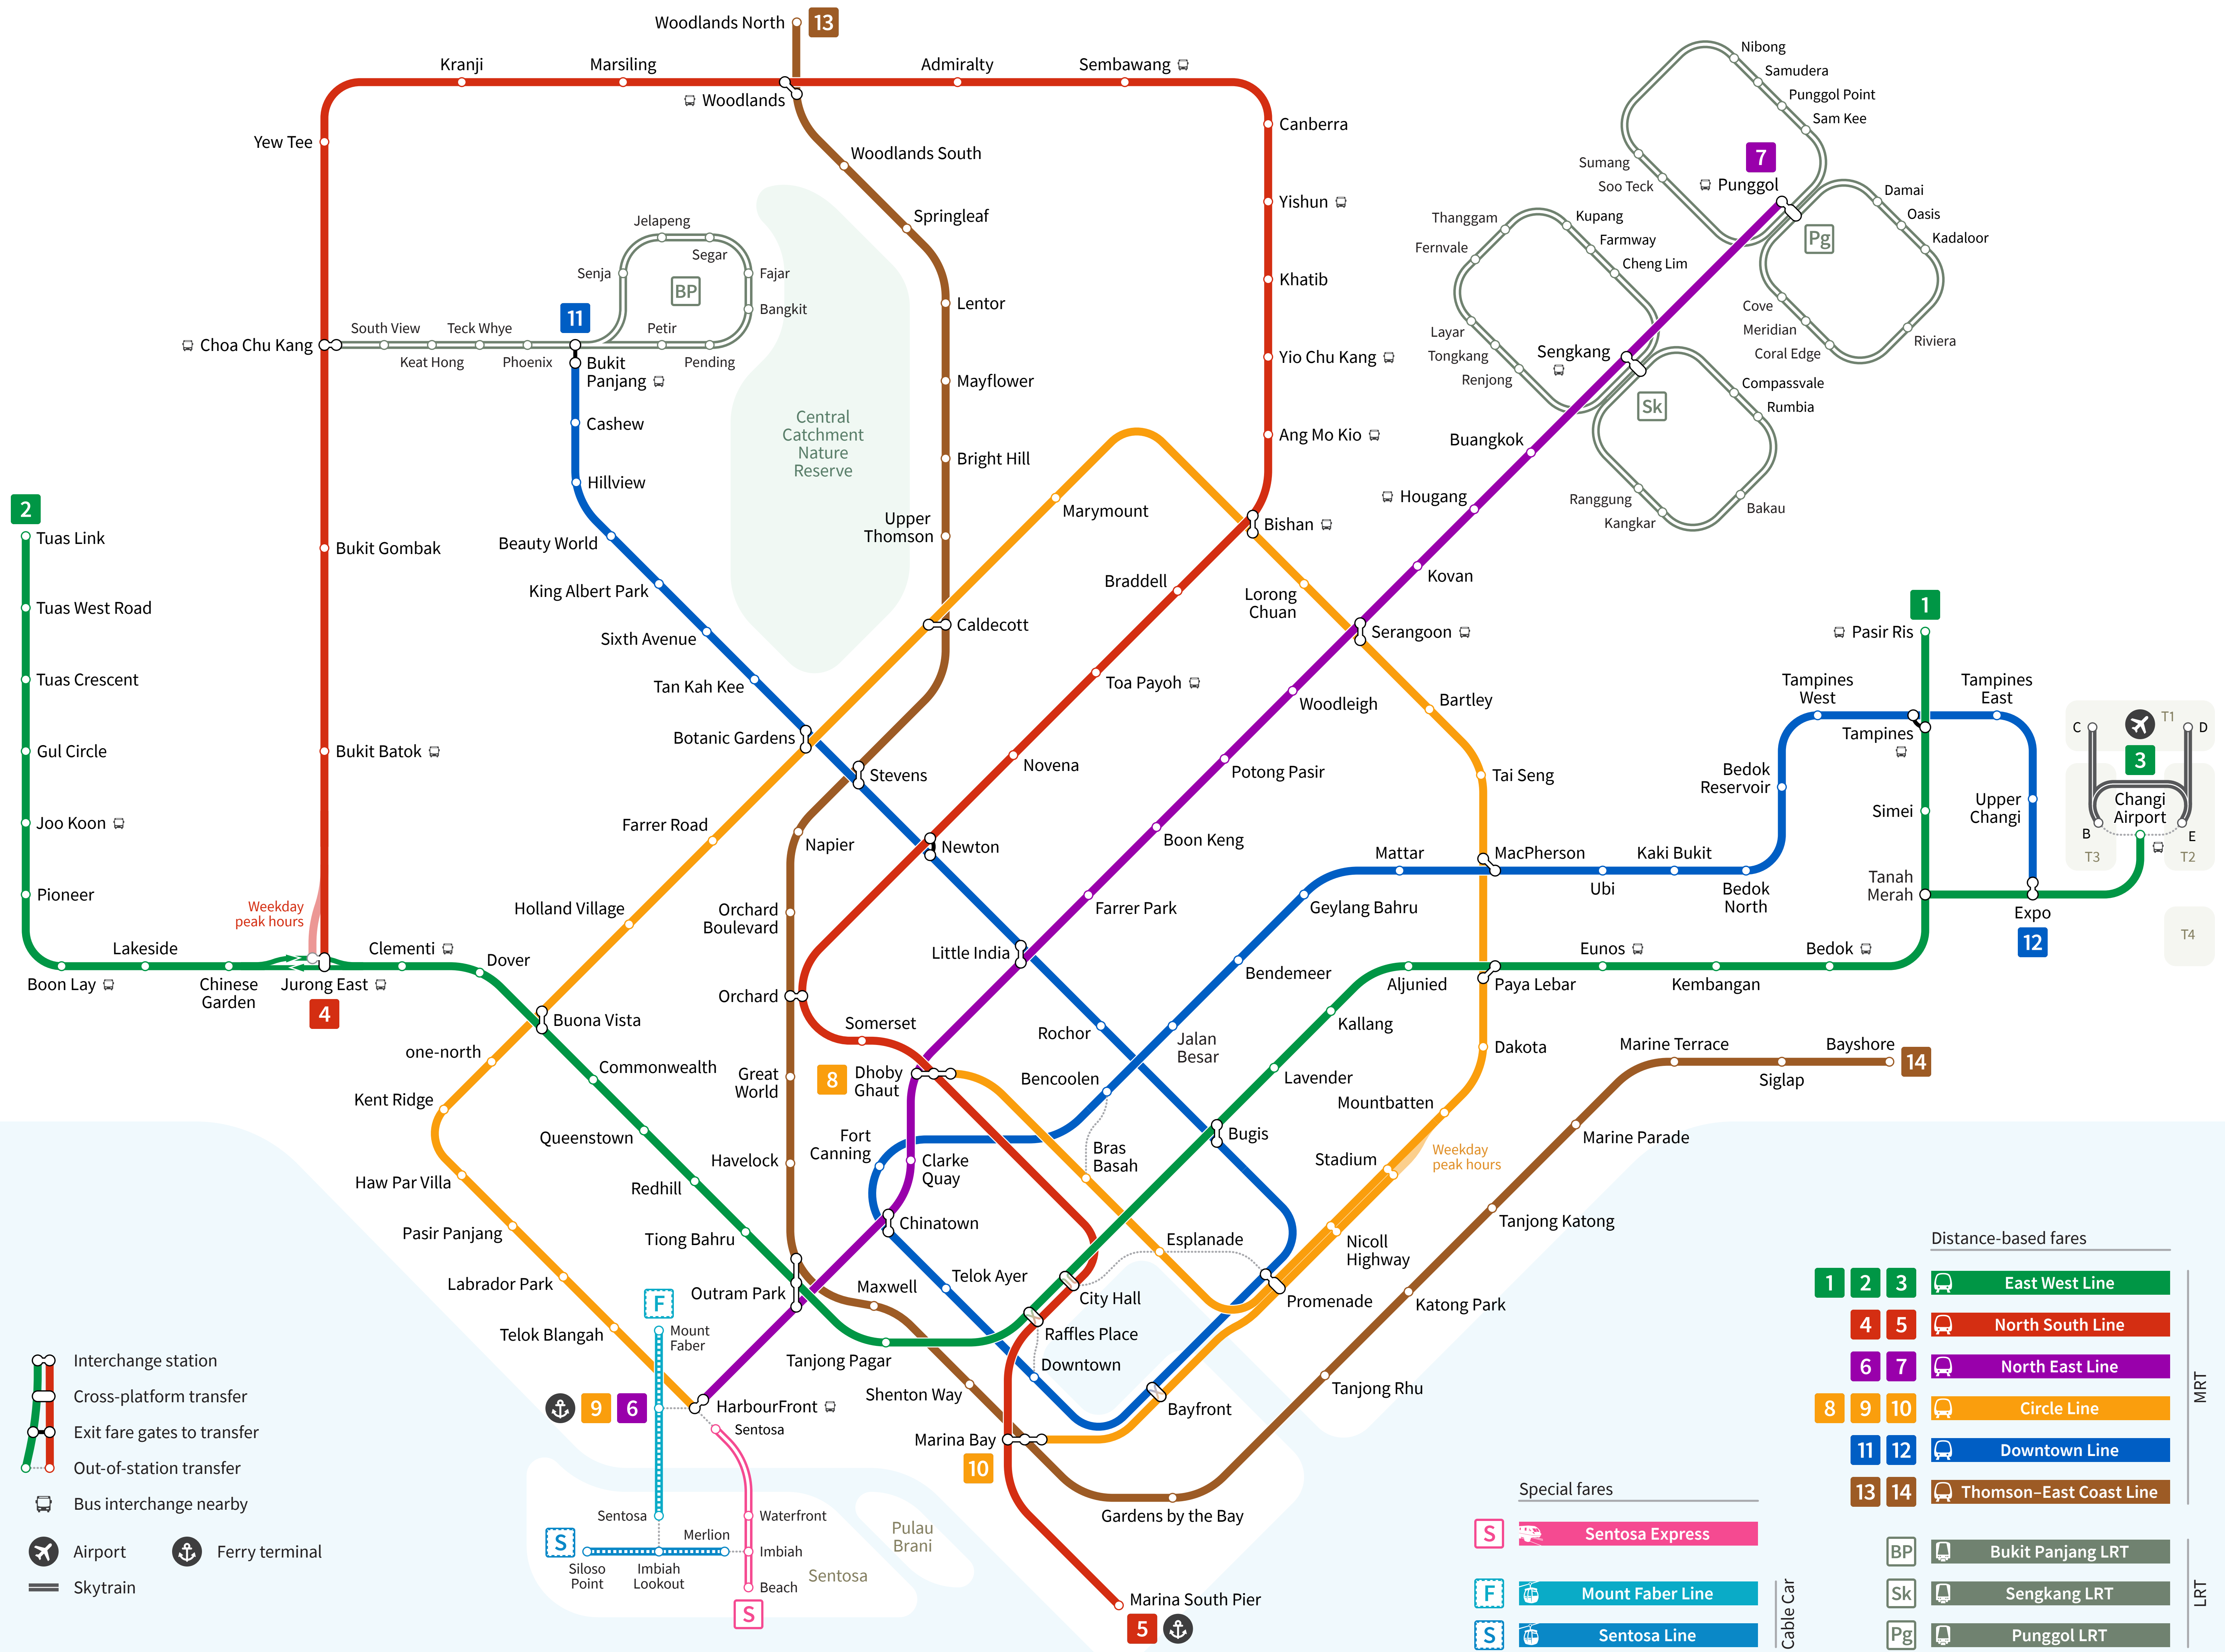 Woodlands North
13
Kranji
Marsiling
Woodlands
Admiralty
Sembawang
Yew Tee
Canberra
Woodlands South
Yishun
Springleaf
Khatib
Lentor
Yio Chu Kang
Mayflower
Ang Mo Kio
Bright Hill
Nibong
Samudera
Punggol Point
Sam Kee
7
Punggol
Sumang
Soo Teck
Pg
Damai
Oasis
Kadaloor
Riviera
Cove
Meridian
Coral Edge
Thanggam
Fernvale
Kupang
Farmway
Cheng Lim
Layar
Tongkang
Renjong
Sengkang
Sk
Compassvale
Rumbia
Bakau
Ranggung
Kangkar
Buangkok
Hougang
Kovan
Jelapeng
Segar
Senja
Fajar
BP
Bangkit
11
Choa Chu Kang
South View
Teck Whye
Petir
Keat Hong
Phoenix
Bukit
Panjang
Pending
Cashew
Hillview
Central
Catchment
Nature
Reserve
Marymount
Upper
Thomson
Bishan
Beauty World
King Albert Park
Sixth Avenue
Tan Kah Kee
Botanic Gardens
Stevens
Caldecott
Braddell
Lorong
Chuan
Serangoon
Toa Payoh
Woodleigh
Bartley
Novena
Potong Pasir
Tai Seng
2
Tuas Link
Tuas West Road
Tuas Crescent
Gul Circle
Joo Koon
Pioneer
Boon Lay
Lakeside
Chinese
Garden
Jurong East
4
Weekday
peak hours
Bukit Gombak
Bukit Batok
Clementi
Dover
Buona Vista
Commonwealth
Queenstown
Redhill
Tiong Bahru
Farrer Road
Holland Village
one-north
Kent Ridge
Haw Par Villa
Pasir Panjang
Labrador Park
Telok Blangah
Napier
Orchard
Boulevard
Orchard
Somerset
Great
World
Havelock
Outram Park
Maxwell
Newton
Boon Keng
Farrer Park
Little India
Rochor
8
Dhoby
Ghaut
Bencoolen
Jalan
Besar
Bendemeer
Geylang Bahru
Mattar
MacPherson
Ubi
Kaki Bukit
Bedok
North
Bedok
Reservoir
Tampines
West
Tampines
Tampines
East
Upper
Changi
Expo
12
1
Pasir Ris
Simei
Tanah
Merah
C
T1
D
3
Changi
Airport
B
E
T3
T2
T4
Aljunied
Paya Lebar
Eunos
Kembangan
Bedok
Kallang
Lavender
Bugis
Dakota
Mountbatten
Stadium
Weekday
peak hours
Nicoll
Highway
Promenade
Esplanade
Bras
Basah
Fort
Canning
Clarke
Quay
Chinatown
Telok Ayer
City Hall
Raffles Place
Downtown
Bayfront
Tanjong Pagar
Shenton Way
Marina Bay
10
Gardens by the Bay
Marina South Pier
5
Marine Terrace
Bayshore
14
Siglap
Marine Parade
Tanjong Katong
Katong Park
Tanjong Rhu
F
Mount
Faber
9
6
HarbourFront
Sentosa
Sentosa
Waterfront
Merlion
S
Siloso
Point
Imbiah
Lookout
Imbiah
Beach
S
Sentosa
Pulau
Brani
Interchange station
Cross-platform transfer
Exit fare gates to transfer
Out-of-station transfer
Bus interchange nearby
Airport
Ferry terminal
Skytrain
Distance-based fares
1 2 3 East West Line
4 5 North South Line
6 7 North East Line
8 9 10 Circle Line
11 12 Downtown Line
13 14 Thomson–East Coast Line
MRT
BP Bukit Panjang LRT
Sk Sengkang LRT
Pg Punggol LRT
LRT
Special fares
S Sentosa Express
F Mount Faber Line
S Sentosa Line
Cable Car